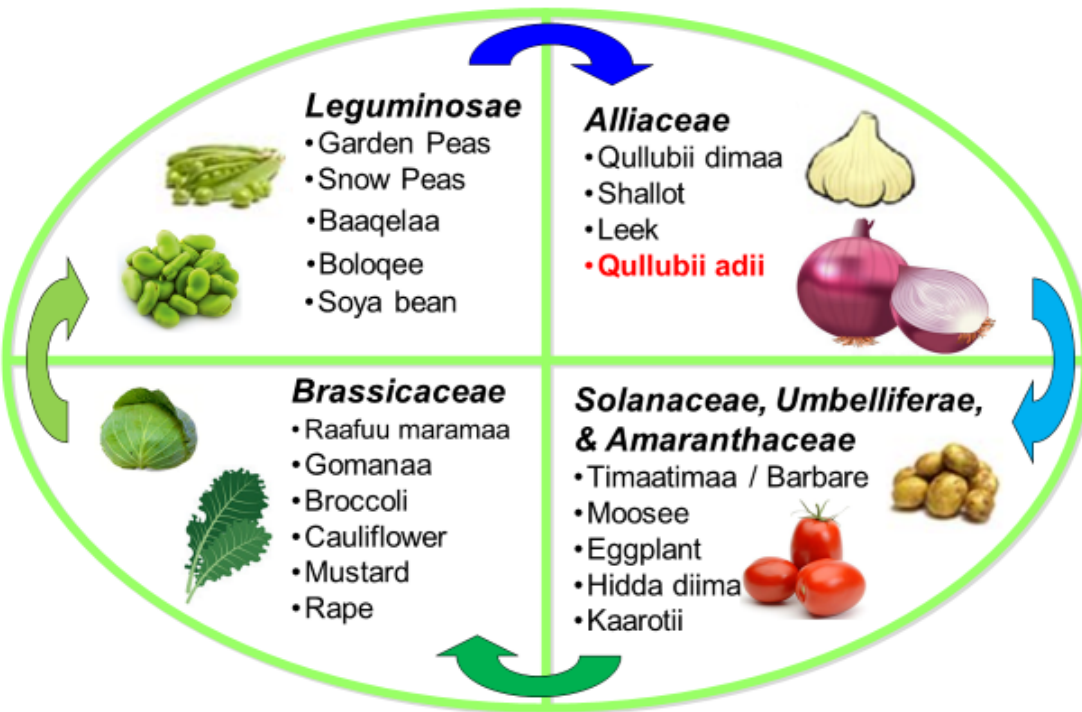 Leguminosae
•Garden Peas
•Snow Peas
•Baaqelaa
•Boloqee
•Soya bean
Alliaceae
•Qullubii dimaa
•Shallot
•Leek
•Qullubii adii
Brassicaceae
•Raafuu maramaa
•Gomanaa
•Broccoli
•Cauliflower
•Mustard
•Rape
Solanaceae, Umbelliferae,
& Amaranthaceae
•Timaatimaa / Barbare
•Moosee
•Eggplant
•Hidda diima
•Kaarotii